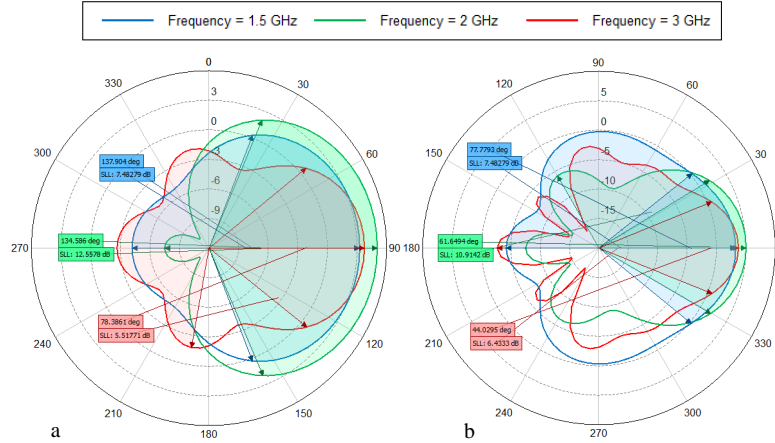 Frequency = 1.5 GHz Frequency = 2 GHz Frequency = 3 GHz
0
30
60
90
120
150
180
210
240
270
300
330
3
0
-3
-6
-9
137.904 deg
SLL: 7.48279 dB
134.586 deg
SLL: 12.5578 dB
78.3861 deg
SLL: 5.51771 dB
a
90
60
30
0
330
300
270
240
210
180
150
120
5
0
-5
-10
-15
77.7793 deg
SLL: 7.48279 dB
61.6494 deg
SLL: 10.9142 dB
44.0295 deg
SLL: 6.4333 dB
b